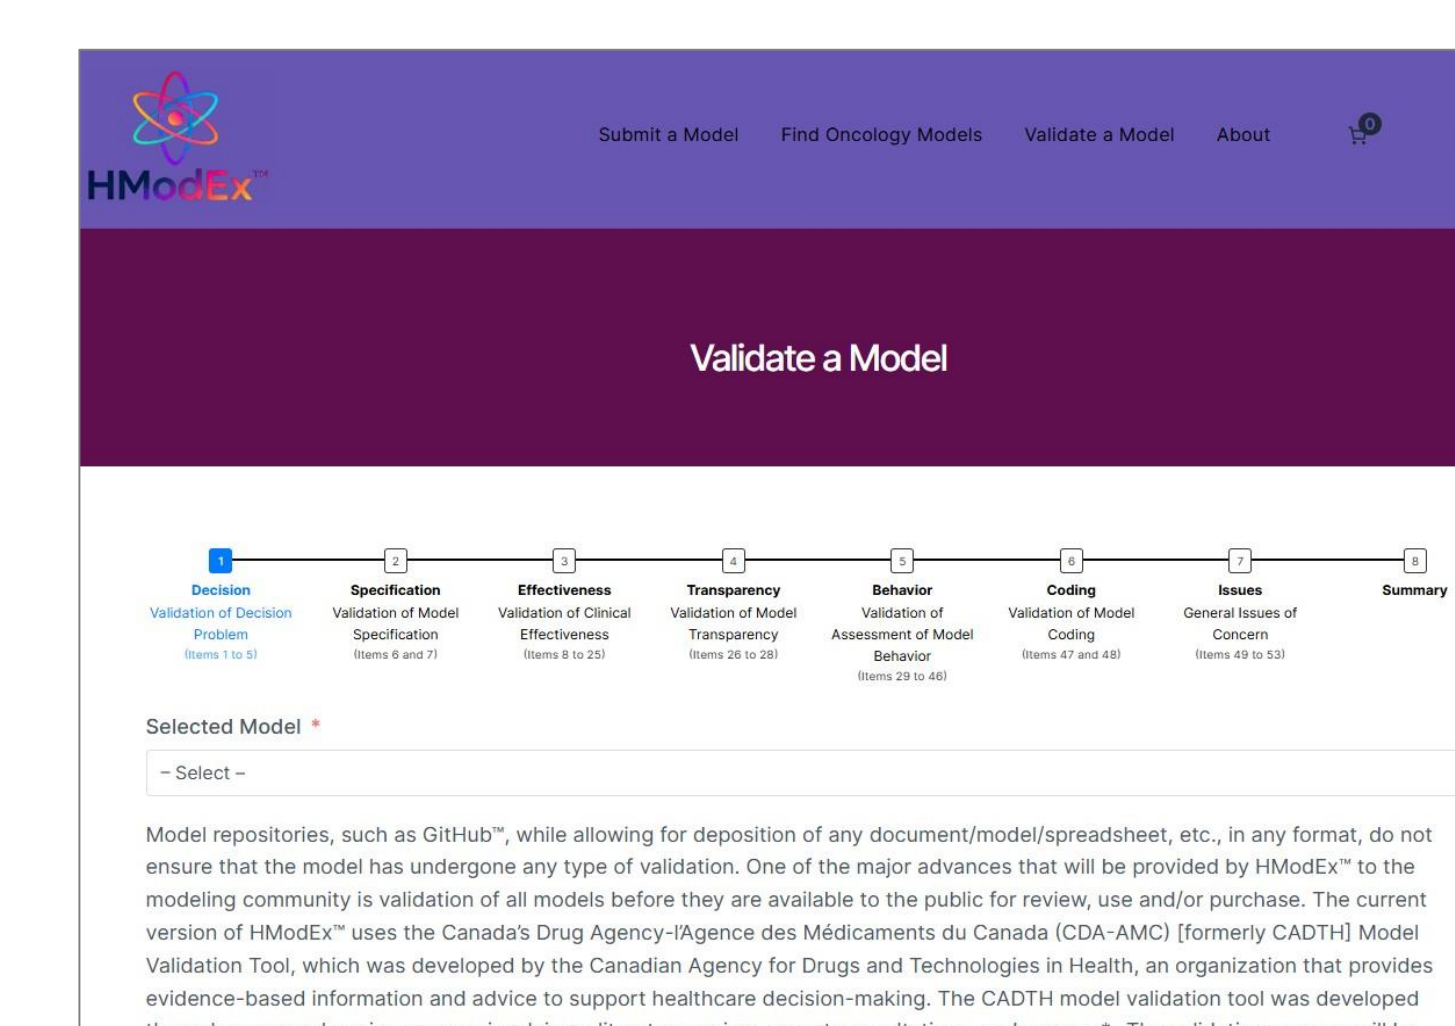 HModEx™
Submit a Model Find Oncology Models Validate a Model About 0
Validate a Model
1 2 3 4 5 6 7 8
Decision Specification Effectiveness Transparency Behavior Coding Issues Summary
Validation of Decision Problem (Items 1 to 5)
Validation of Model Specification (Items 6 and 7)
Validation of Clinical Effectiveness (Items 8 to 25)
Validation of Model Transparency (Items 26 to 28)
Validation of Assessment of Model Behavior (Items 29 to 46)
Validation of Model Coding (Items 47 and 48)
General Issues of Concern (Items 49 to 53)
Selected Model *
– Select –
Model repositories, such as GitHub™, while allowing for deposition of any document/model/spreadsheet, etc., in any format, do not
ensure that the model has undergone any type of validation. One of the major advances that will be provided by HModEx™ to the
modeling community is validation of all models before they are available to the public for review, use and/or purchase. The current
version of HModEx™ uses the Canada’s Drug Agency-l’Agence des Médicaments du Canada (CDA-AMC) [formerly CADTH] Model
Validation Tool, which was developed by the Canadian Agency for Drugs and Technologies in Health, an organization that provides
evidence-based information and advice to support healthcare decision-making. The CADTH model validation tool was developed